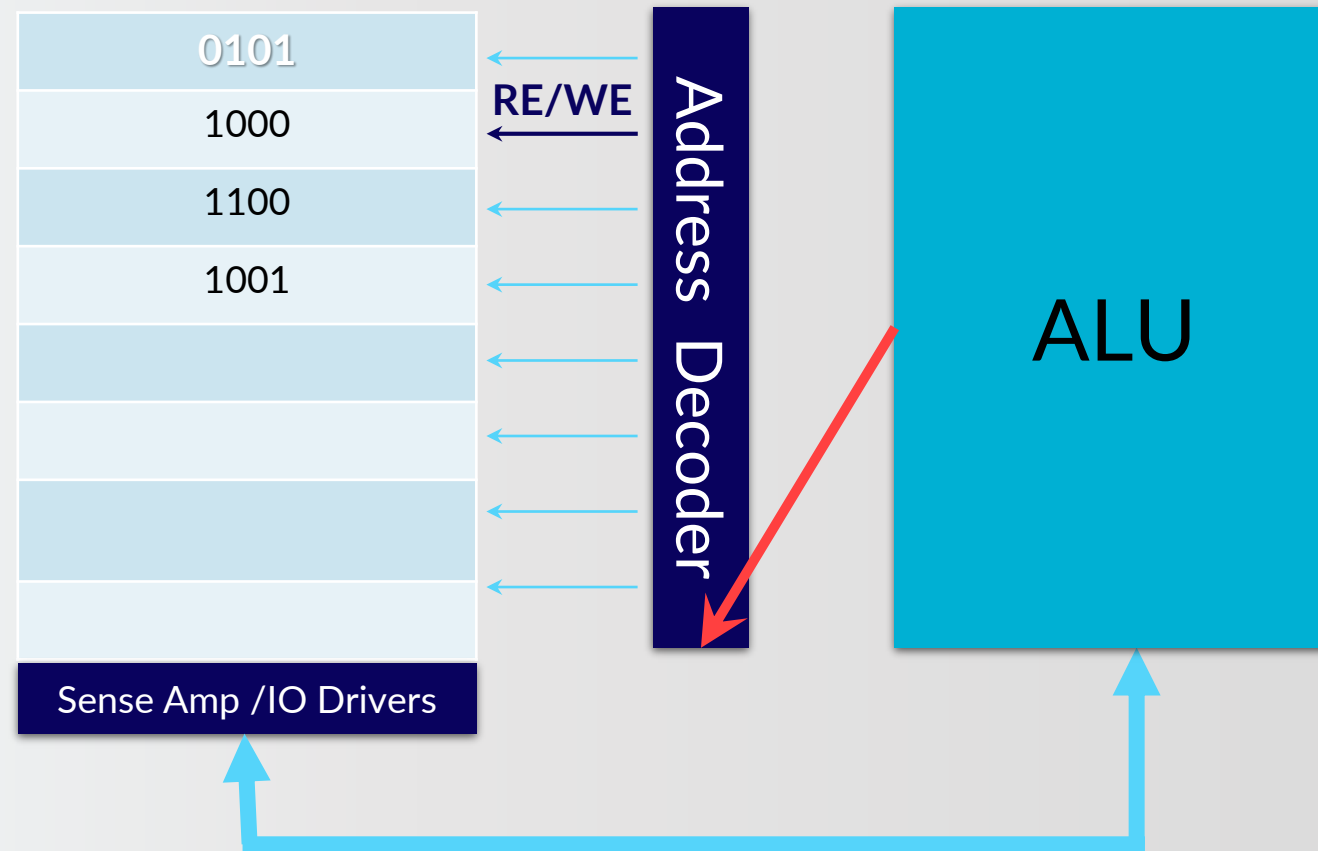 0101
RE/WE
1000
1100
1001
Address Decoder
ALU
Sense Amp /IO Drivers